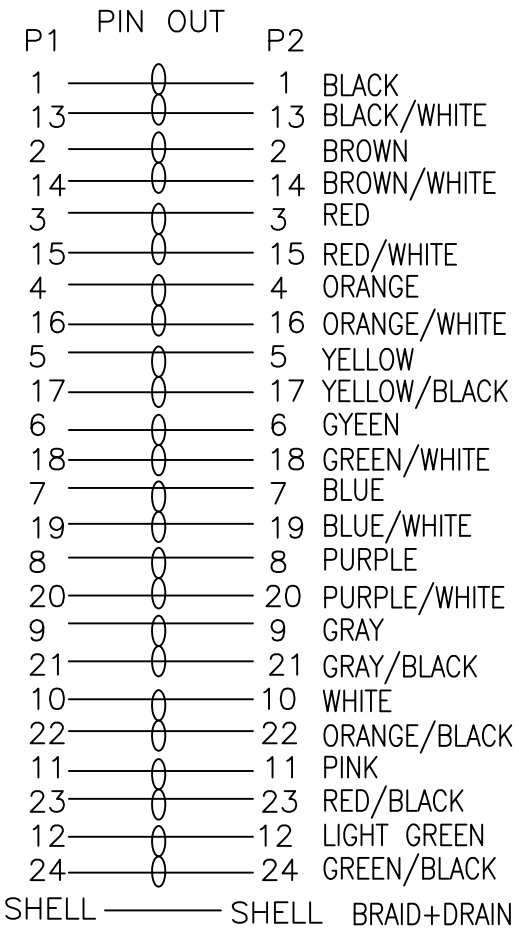 PIN OUT
P1 P2
1 1 BLACK
13 13 BLACK/WHITE
2 2 BROWN
14 14 BROWN/WHITE
3 3 RED
15 15 RED/WHITE
4 4 ORANGE
16 16 ORANGE/WHITE
5 5 YELLOW
17 17 YELLOW/BLACK
6 6 GYEEN
18 18 GREEN/WHITE
7 7 BLUE
19 19 BLUE/WHITE
8 8 PURPLE
20 20 PURPLE/WHITE
9 9 GRAY
21 21 GRAY/BLACK
10 10 WHITE
22 22 ORANGE/BLACK
11 11 PINK
23 23 RED/BLACK
12 12 LIGHT GREEN
24 24 GREEN/BLACK
SHELL SHELL BRAID+DRAIN